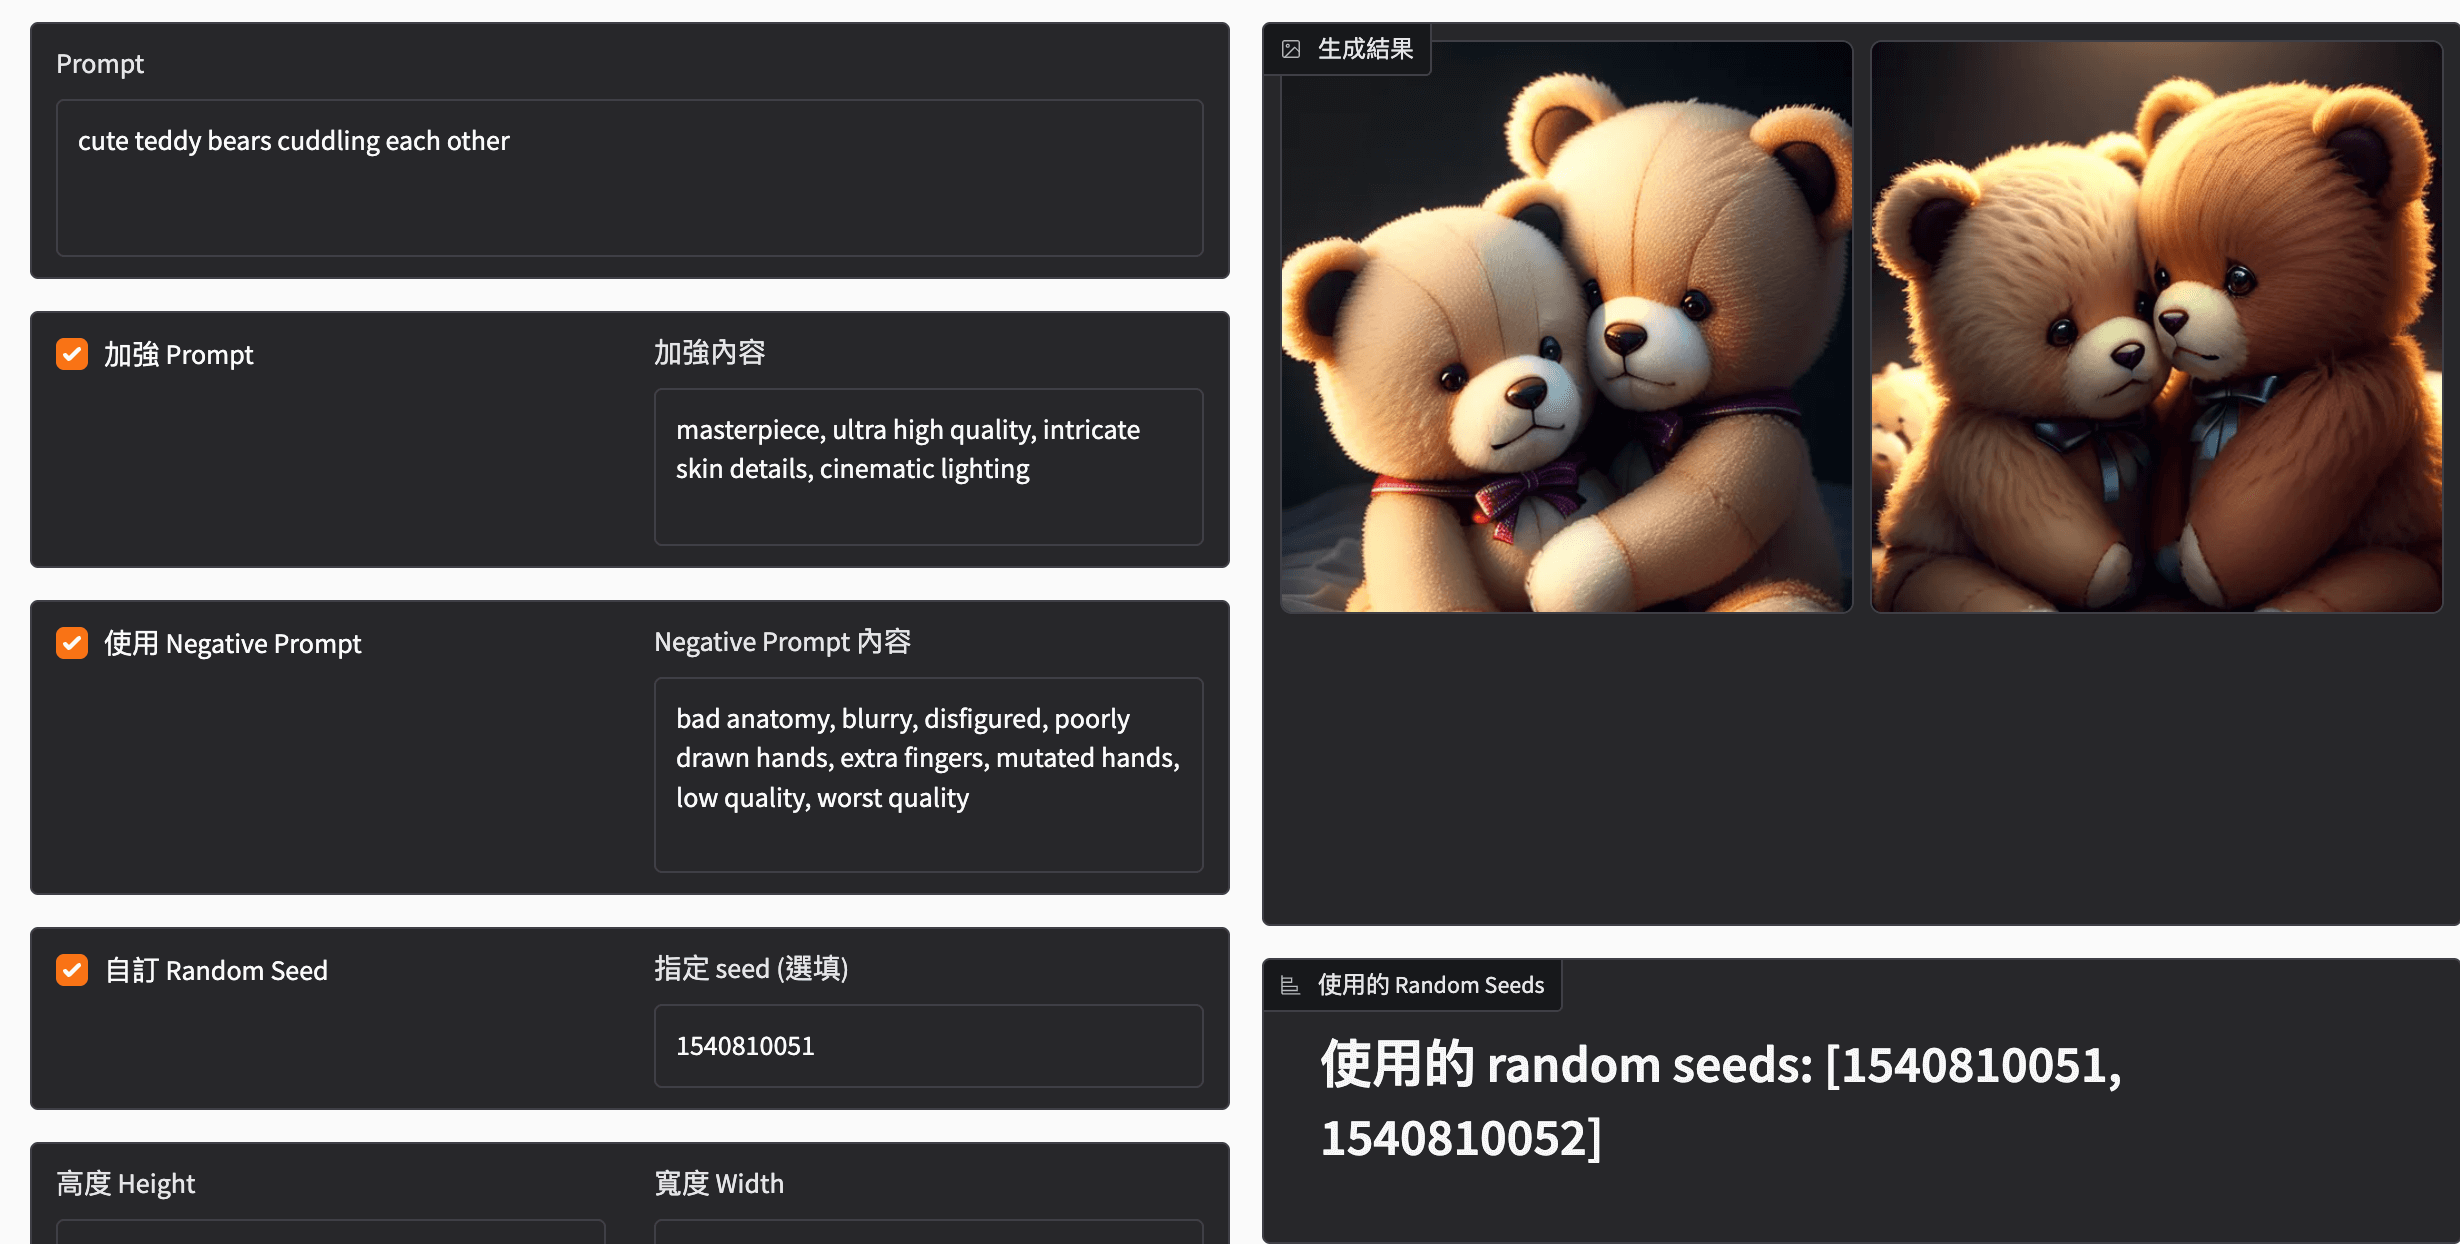 Prompt
cute teddy bears cuddling each other
加強 Prompt
加強內容
masterpiece, ultra high quality, intricate
skin details, cinematic lighting
使用 Negative Prompt
Negative Prompt 內容
bad anatomy, blurry, disfigured, poorly
drawn hands, extra fingers, mutated hands,
low quality, worst quality
自訂 Random Seed
指定 seed (選填)
1540810051
高度 Height
寬度 Width
生成結果
使用的 Random Seeds
使用的 random seeds: [1540810051,
1540810052]